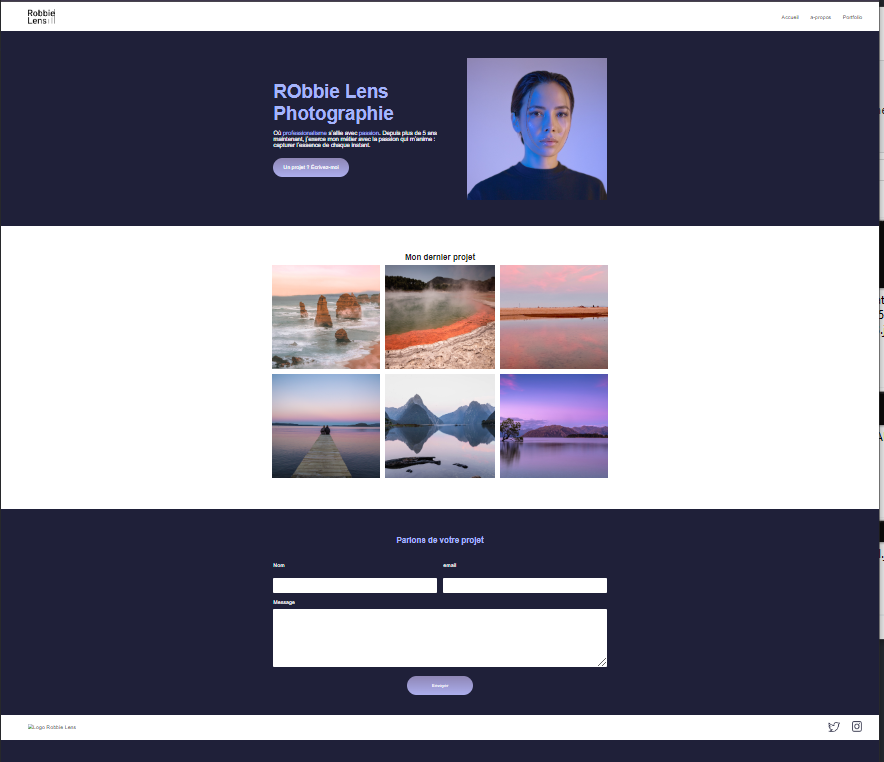 Robbie
Lens
Accueil
a-propos
Portfolio
RObbie Lens
Photographie
Où professionalisme s'allie avec passion. Depuis plus de 5 ans
maintenant, j'exerce mon métier avec la passion qui m'anime :
capturer l'essence de chaque instant.
Un projet ? Écrivez-moi
Mon dernier projet
Parlons de votre projet
Nom
email
Message
Envoyer
Logo Robbie Lens